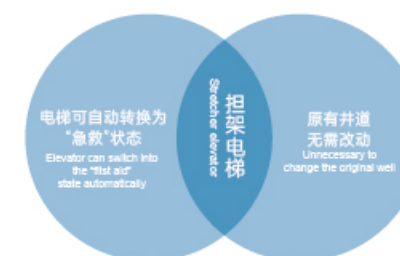 电梯可自动转换为
“急救”状态
Elevator can switch into
the "fiist aid"
state automatically
担架电梯
Stretcher elevator
原有井道
无需改动
Unnecessary to
change the original well